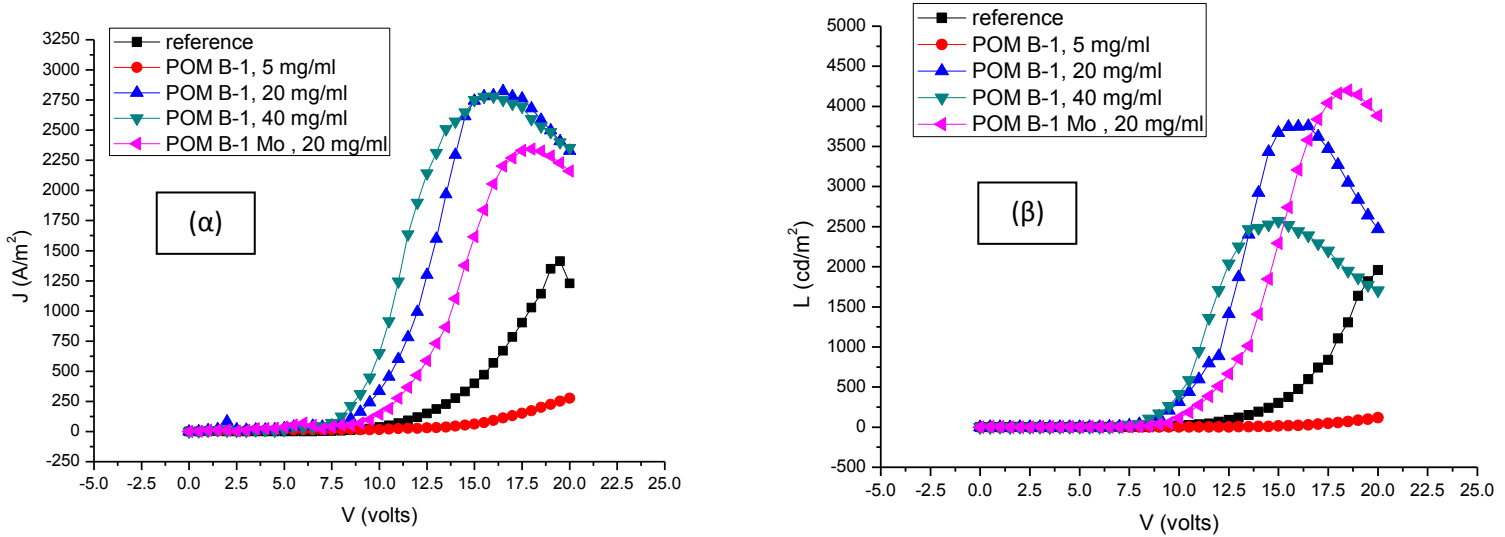 3250
3000
2750
2500
2250
2000
1750
1500
1250
1000
750
500
250
0
-250
J (A/m²)
reference
POM B-1, 5 mg/ml
POM B-1, 20 mg/ml
POM B-1, 40 mg/ml
POM B-1 Mo , 20 mg/ml
(α)
-5.0 -2.5 0.0 2.5 5.0 7.5 10.0 12.5 15.0 17.5 20.0 22.5 25.0
V (volts)
5000
4500
4000
3500
3000
2500
2000
1500
1000
500
0
-500
L (cd/m²)
reference
POM B-1, 5 mg/ml
POM B-1, 20 mg/ml
POM B-1, 40 mg/ml
POM B-1 Mo , 20 mg/ml
(β)
-5.0 -2.5 0.0 2.5 5.0 7.5 10.0 12.5 15.0 17.5 20.0 22.5 25.0
V (volts)